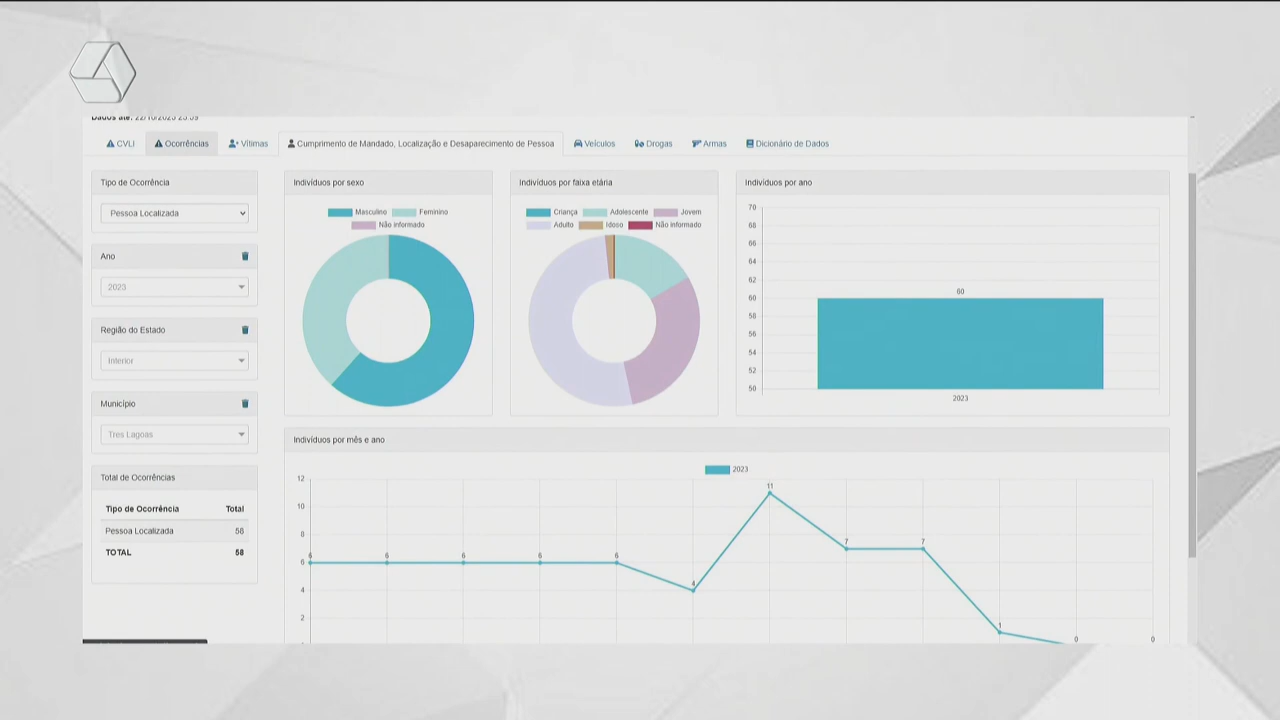 Dados até: 22/10/2023 23:59
CVLI
Ocorrências
Vítimas
Cumprimento de Mandado, Localização e Desaparecimento de Pessoa
Veículos
Drogas
Armas
Dicionário de Dados
Tipo de Ocorrência
Pessoa Localizada
Ano
2023
Região do Estado
Interior
Município
Tres Lagoas
Total de Ocorrências
Tipo de Ocorrência Total
Pessoa Localizada 58
TOTAL 58
Indivíduos por sexo
Masculino Feminino
Não informado
Indivíduos por faixa etária
Criança Adolescente Jovem
Adulto Idoso Não informado
Indivíduos por ano
70
68
66
64
62
60
58
56
54
52
50
60
2023
Indivíduos por mês e ano
2023
12
10
8
6
4
2
6 6 6 6 6 4 11 7 7 1 0 0